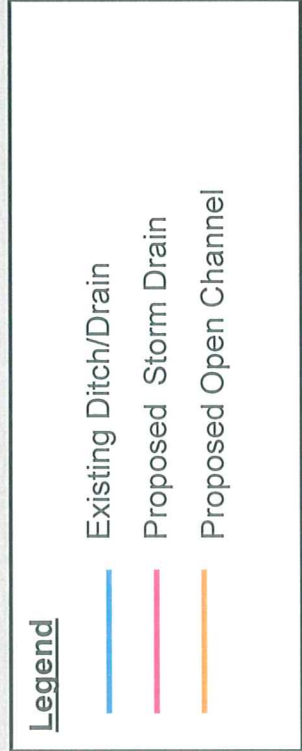 Legend
Existing Ditch/Drain
Proposed Storm Drain
Proposed Open Channel